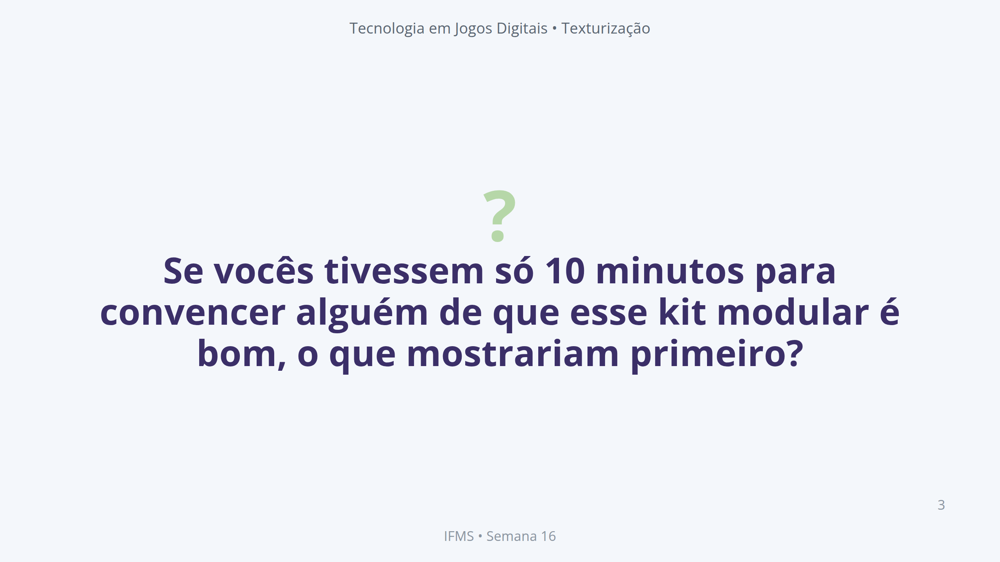 Tecnologia em Jogos Digitais • Texturização
?
Se vocês tivessem só 10 minutos para
convencer alguém de que esse kit modular é
bom, o que mostrariam primeiro?
3
IFMS • Semana 16